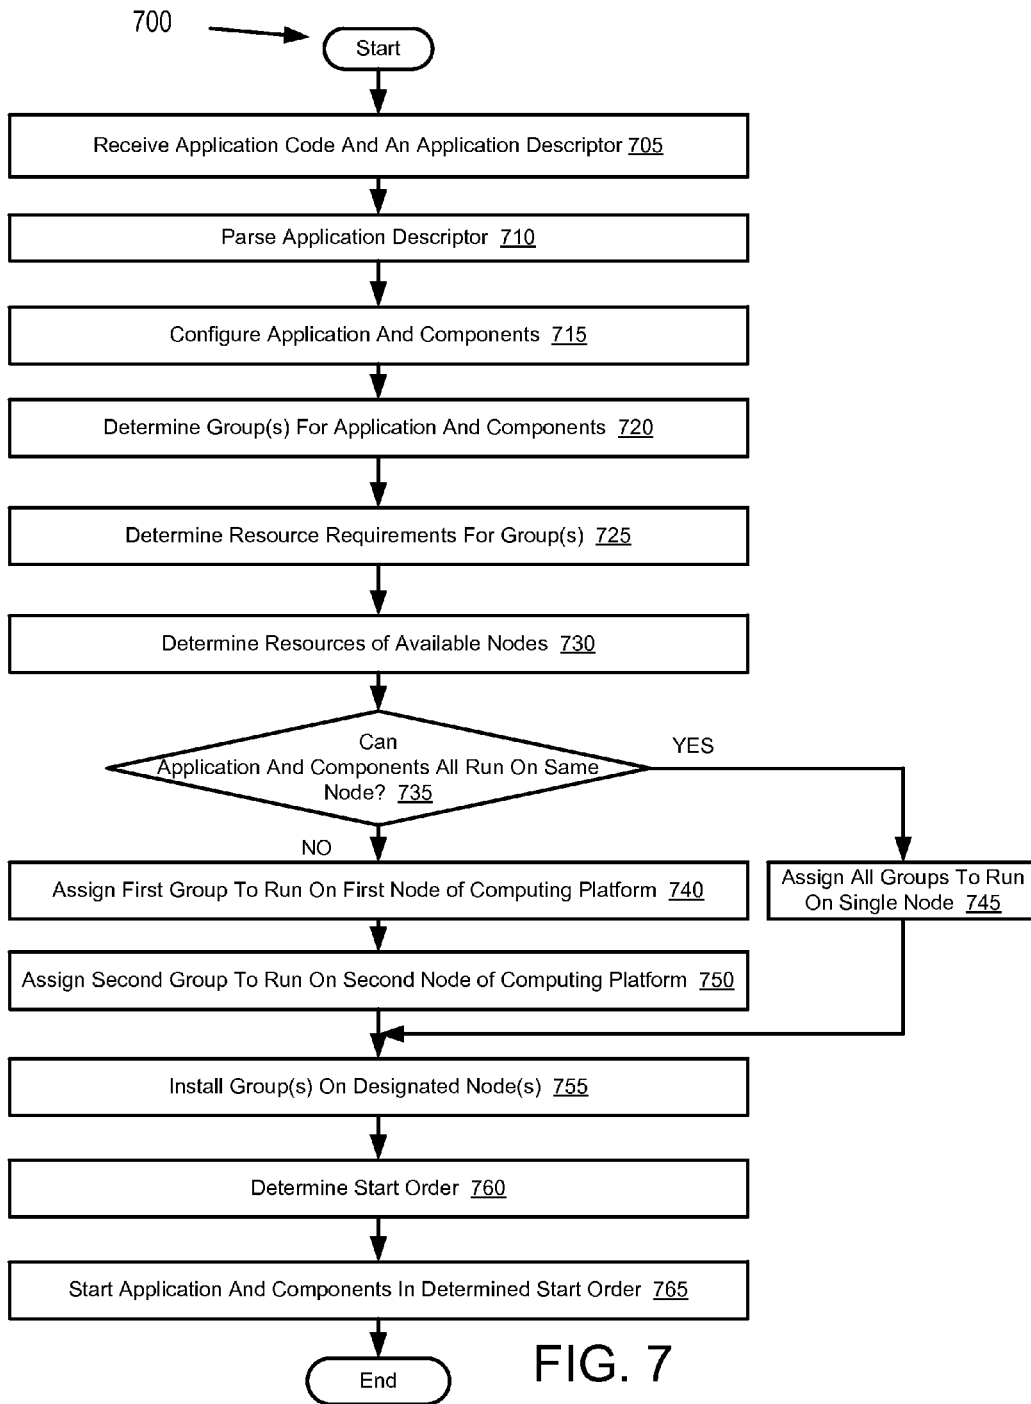 700
Start
Receive Application Code And An Application Descriptor 705
Parse Application Descriptor 710
Configure Application And Components 715
Determine Group(s) For Application And Components 720
Determine Resource Requirements For Group(s) 725
Determine Resources of Available Nodes 730
Can
Application And Components All Run On Same
Node? 735
YES
NO
Assign First Group To Run On First Node of Computing Platform 740
Assign All Groups To Run
On Single Node 745
Assign Second Group To Run On Second Node of Computing Platform 750
Install Group(s) On Designated Node(s) 755
Determine Start Order 760
Start Application And Components In Determined Start Order 765
End
FIG. 7